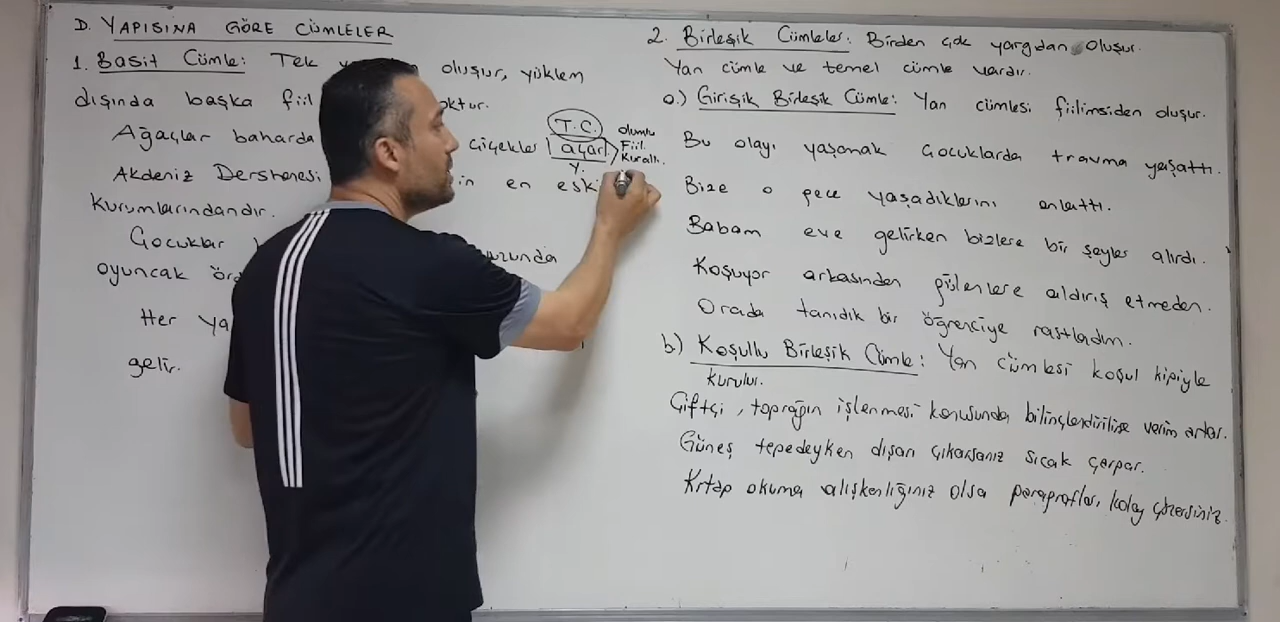 D. YAPISINA GÖRE CÜMLELER
1. Basit Cümle: Tek oluşur, yüklem
dışında başka fiil oktur.
Ağaçlar baharda çiçekler açar
T.C.
Y.
olumlu
Fiil
Kurallı
Akdeniz Dershanesi in en eski
kurumlarındandır.
Çocuklar
oyuncak
Her
gelir.
2. Birleşik Cümleler: Birden çok yargıdan oluşur.
Yan cümle ve temel cümle vardır.
a.) Girişik Birleşik Cümle: Yan cümlesi fiilimsiden oluşur.
Bu olayı yaşamak çocuklarda travma yaşattı.
Bize o gece yaşadıklarını anlattı.
Babam eve gelirken bizlere bir şeyler alırdı.
Koşuyor arkasından gizlenlere aldırış etmeden.
Orada tanıdık bir öğrenciye rastladım.
b.) Koşullu Birleşik Cümle: Yan cümlesi koşul kipiyle
kurulur.
Çiftçi, toprağın işlenmesi konusunda bilinçlendirilirse verim artar.
Güneş tepedeyken dışarı çıkarsanız sıcak çarpar.
Kitap okuma alışkanlığınız olsa paragrafları kolay çözersiniz.